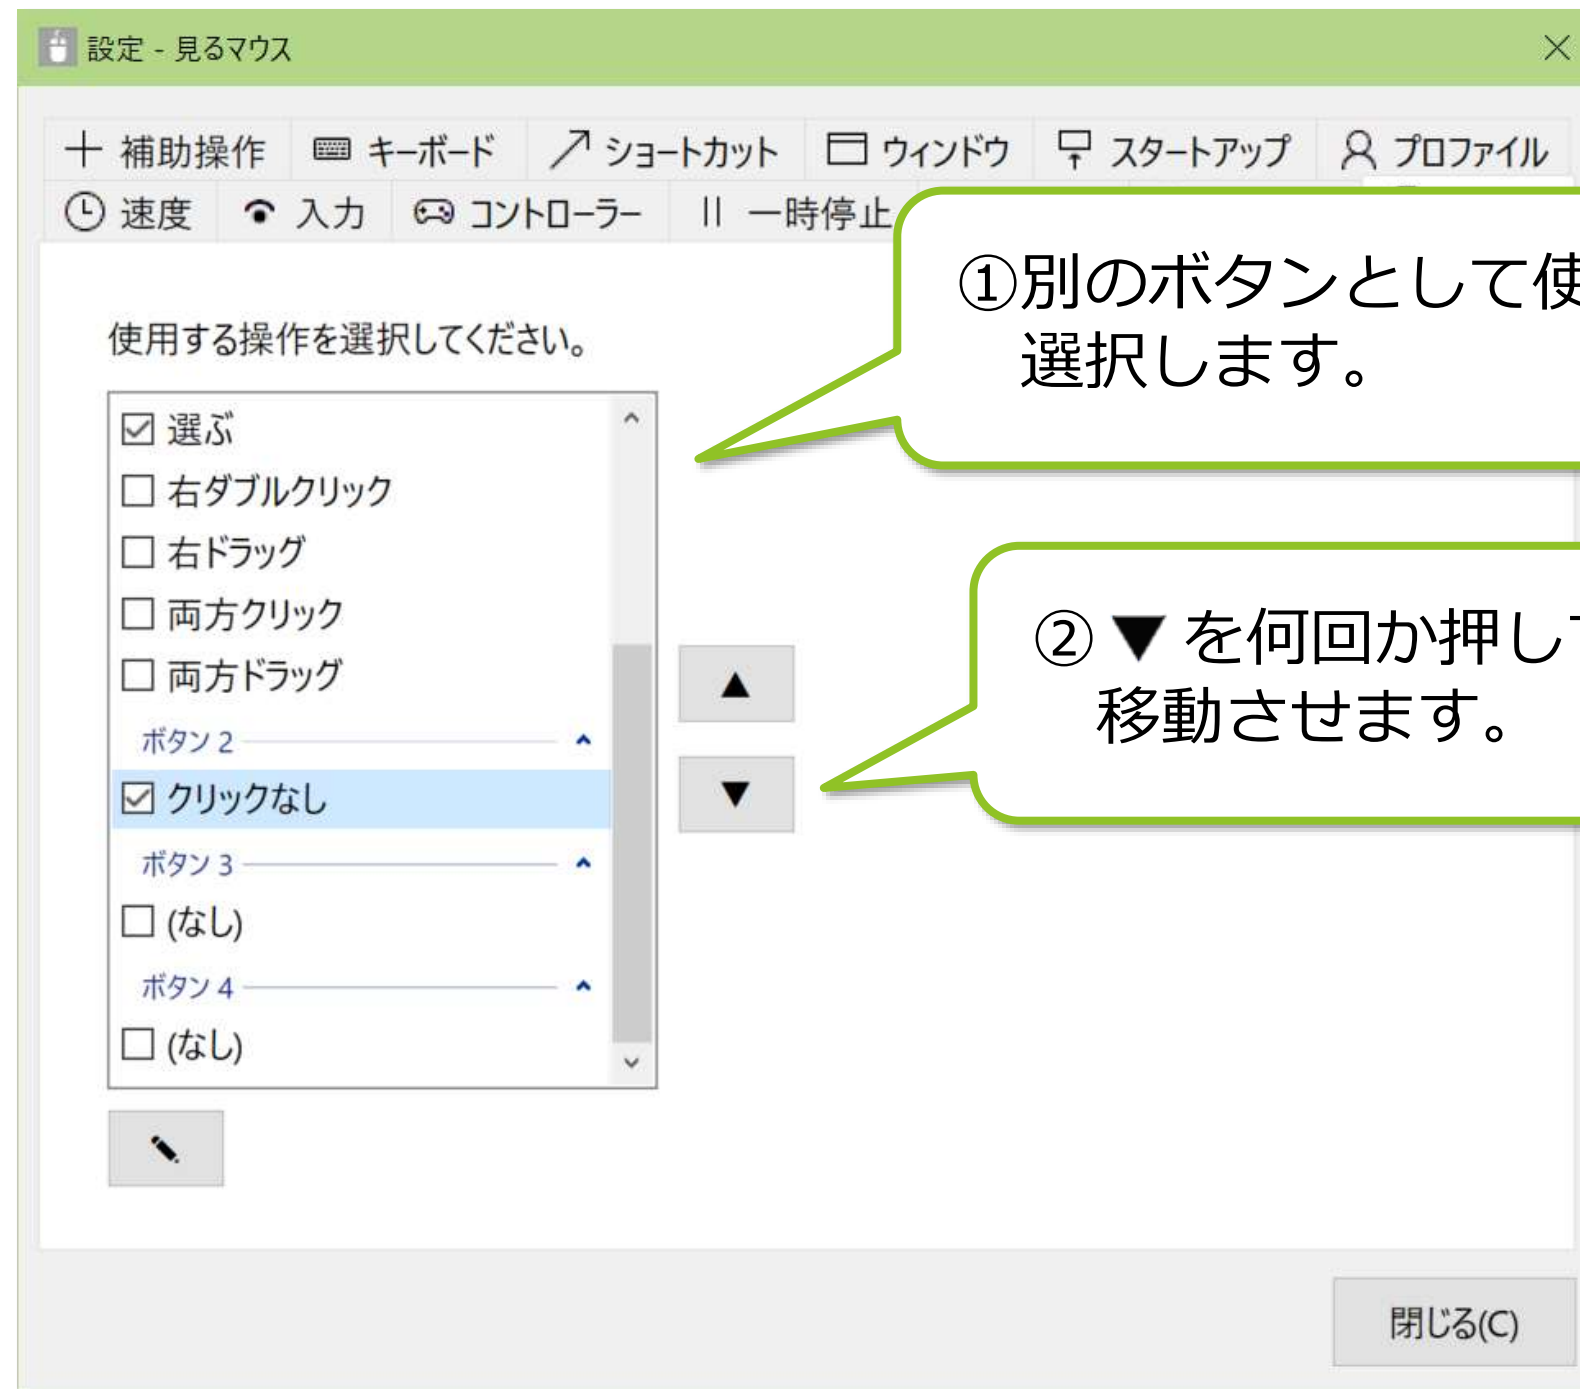 設定 - 見るマウス
補助操作 キーボード ショートカット ウィンドウ スタートアップ プロファイル
速度 入力 コントローラー 一時停止
①別のボタンとして使
選択します。
使用する操作を選択してください。
選ぶ
右ダブルクリック
右ドラッグ
両方クリック
両方ドラッグ
ボタン 2
クリックなし
ボタン 3
(なし)
ボタン 4
(なし)
▲
▼
②▼を何回か押して
移動させます。
閉じる(C)